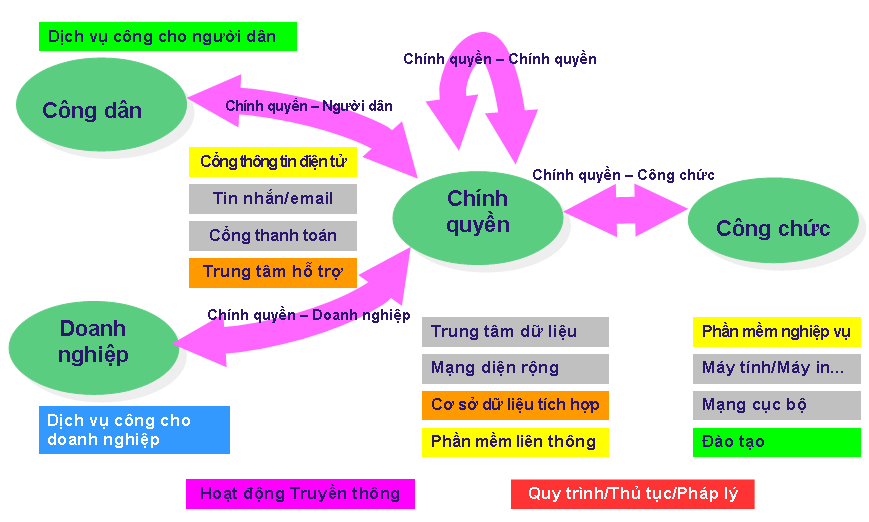 Dịch vụ công cho người dân
Công dân
Chính quyền – Chính quyền
Chính quyền – Người dân
Cổng thông tin điện tử
Tin nhắn/email
Cổng thanh toán
Trung tâm hỗ trợ
Chính quyền – Công chức
Chính
quyền
Công chức
Chính quyền – Doanh nghiệp
Doanh
nghiệp
Dịch vụ công cho
doanh nghiệp
Trung tâm dữ liệu
Mạng diện rộng
Cơ sở dữ liệu tích hợp
Phần mềm liên thông
Phần mềm nghiệp vụ
Máy tính/Máy in...
Mạng cục bộ
Đào tạo
Hoạt động Truyền thông
Quy trình/Thủ tục/Pháp lý